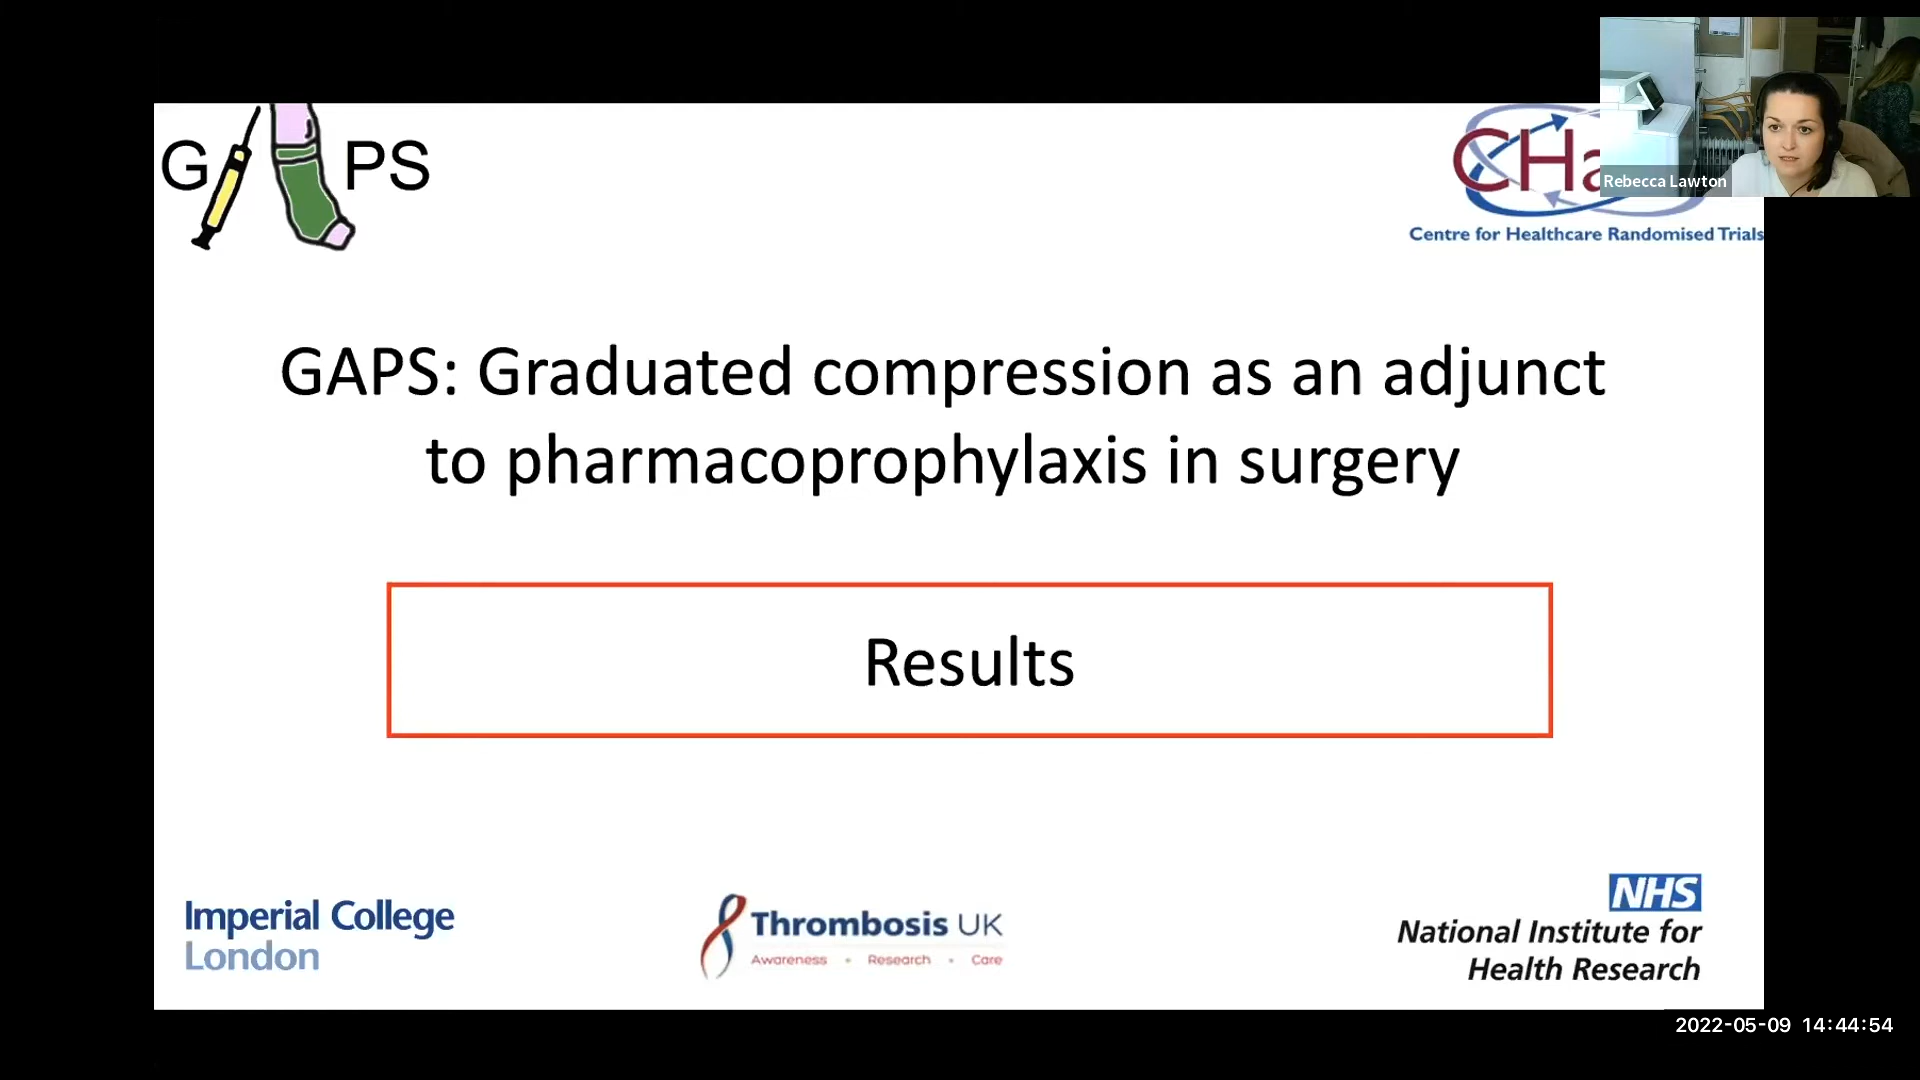 G PS
CHa
Rebecca Lawton
Centre for Healthcare Randomised Trials
GAPS: Graduated compression as an adjunct
to pharmacoprophylaxis in surgery
Results
Imperial College
London
Thrombosis UK
Awareness • Research • Care
NHS
National Institute for
Health Research
2022-05-09 14:44:54